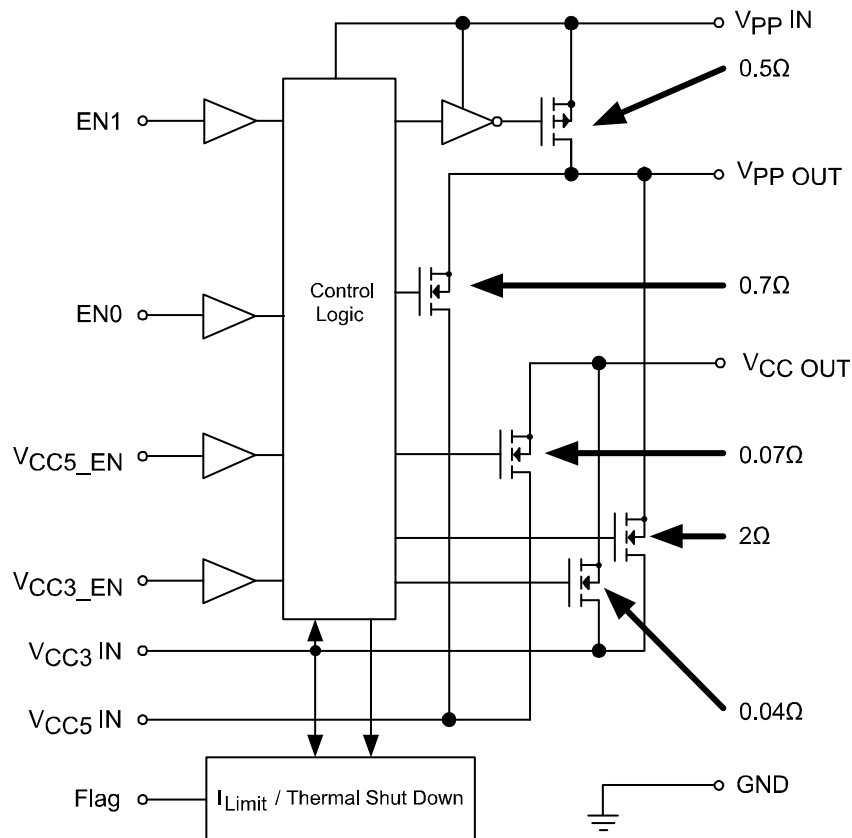 VPP IN
0.5Ω
EN1
VPP OUT
Control
Logic
0.7Ω
EN0
VCC OUT
VCC5_EN
0.07Ω
2Ω
VCC3_EN
VCC3 IN
0.04Ω
VCC5 IN
Flag
ILimit / Thermal Shut Down
GND